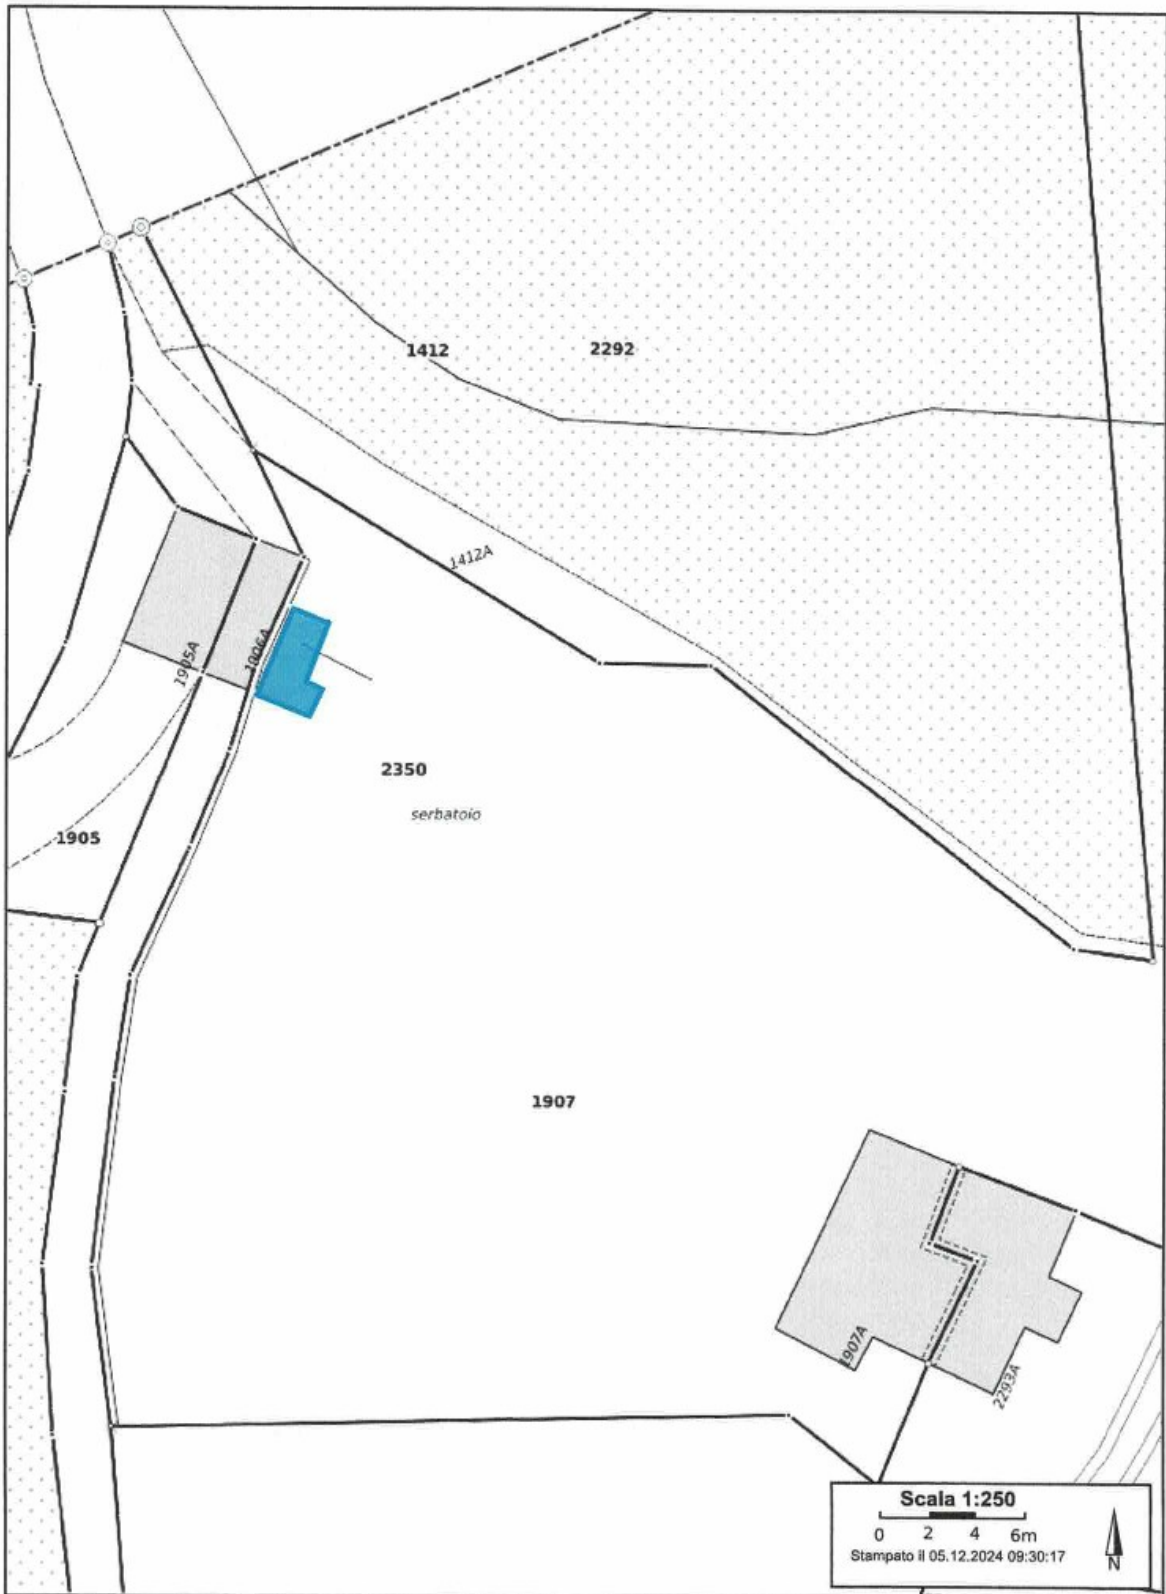 1412
2292
1412A
1905A
1906A
2350
serbatoio
1905
1907
1907A
2293A
Scala 1:250
0 2 4 6m
Stampato il 05.12.2024 09:30:17
N